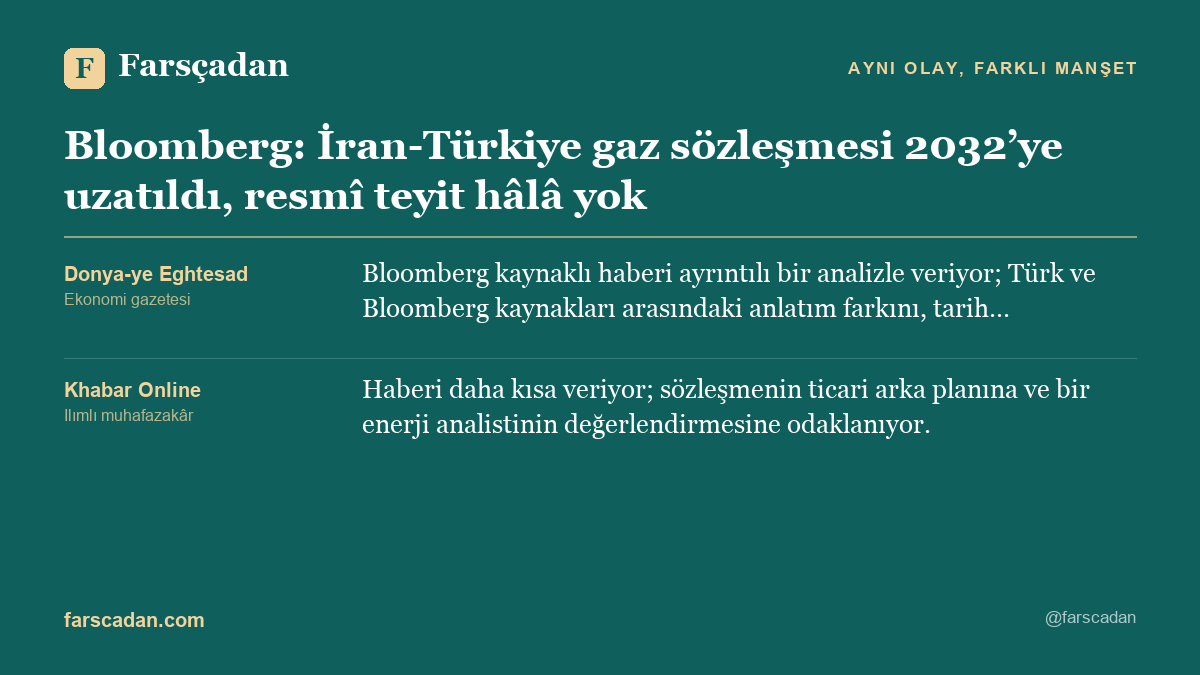 F Farsçadan
AYNI OLAY, FARKLI MANŞET
Bloomberg: İran-Türkiye gaz sözleşmesi 2032’ye
uzatıldı, resmî teyit hâlâ yok
Donya-ye Eghtesad
Ekonomi gazetesi
Bloomberg kaynaklı haberi ayrıntılı bir analizle veriyor; Türk ve
Bloomberg kaynakları arasındaki anlatım farkını, tarih...
Khabar Online
Ilımlı muhafazakâr
Haberi daha kısa veriyor; sözleşmenin ticari arka planına ve bir
enerji analistinin değerlendirmesine odaklanıyor.
farscadan.com
@farscadan